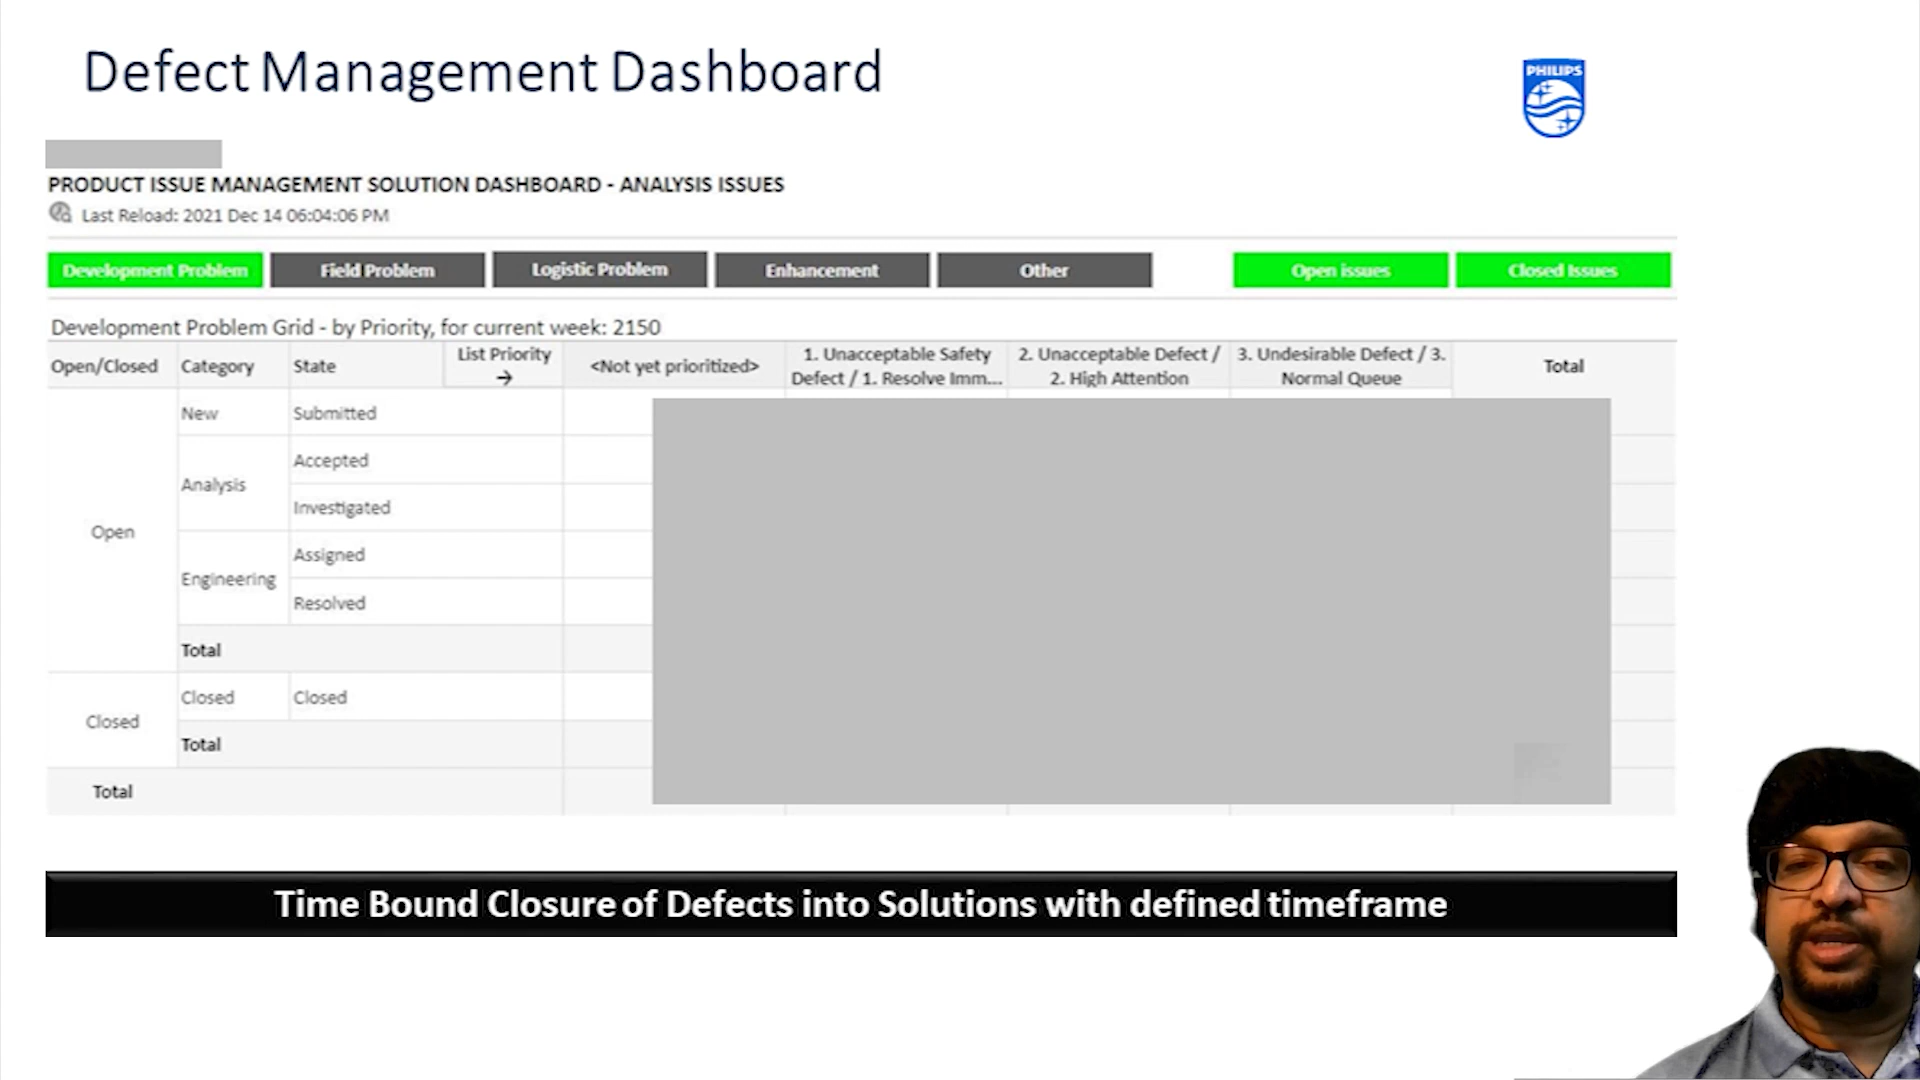 Defect Management Dashboard
PHILIPS
PRODUCT ISSUE MANAGEMENT SOLUTION DASHBOARD - ANALYSIS ISSUES
Last Reload: 2021 Dec 14 06:04:06 PM
Development Problem Field Problem Logistic Problem Enhancement Other Open issues Closed Issues
Development Problem Grid - by Priority, for current week: 2150
Open/Closed Category State List Priority → <Not yet prioritized> 1. Unacceptable Safety Defect / 1. Resolve Imm... 2. Unacceptable Defect / 2. High Attention 3. Undesirable Defect / 3. Normal Queue Total
New Submitted
Analysis Accepted
Investigated
Open
Engineering Assigned
Resolved
Total
Closed Closed Closed
Total
Total
Time Bound Closure of Defects into Solutions with defined timeframe